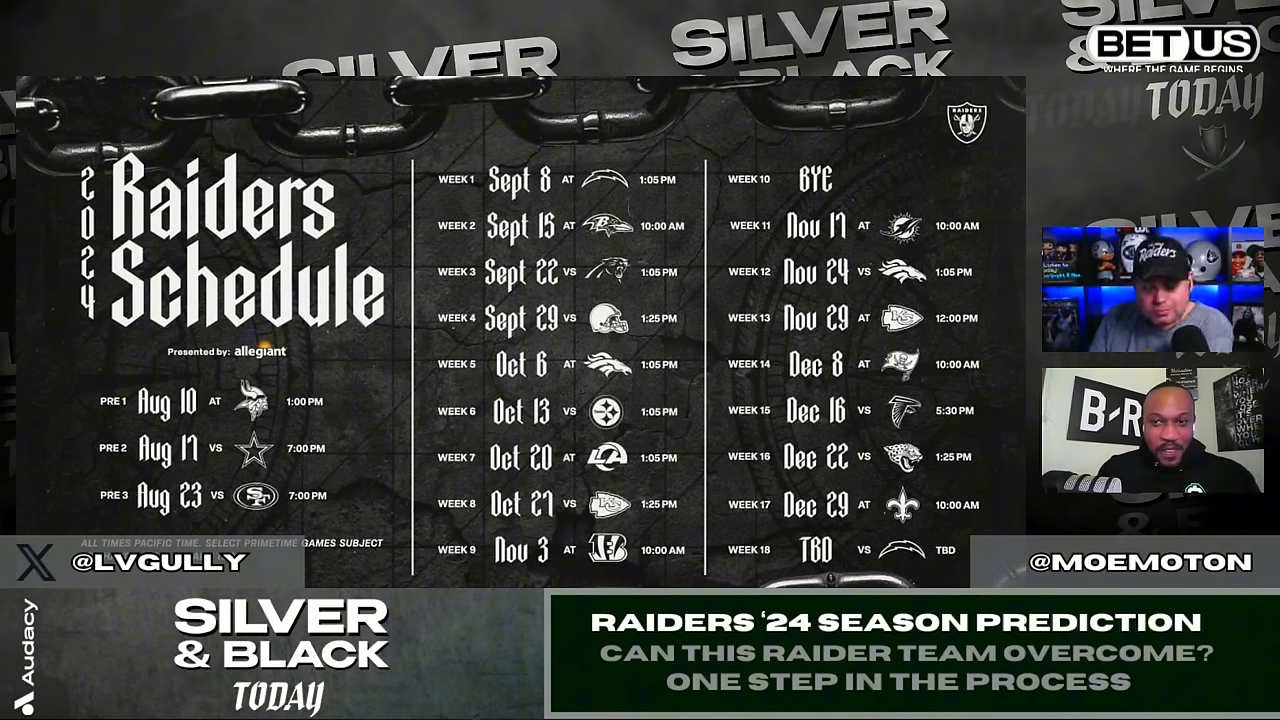 SILVER
SILVER
& BLACK
SILVER
&
BET US
WHERE THE GAME BEGINS
TODAY
TODAY
2024
Raiders
Schedule
Presented by: allegiant
PRE 1 Aug 10 AT 1:00 PM
PRE 2 Aug 17 VS 7:00 PM
PRE 3 Aug 23 VS 7:00 PM
ALL TIMES PACIFIC TIME. SELECT PRIMETIME GAMES SUBJECT
WEEK 1 Sept 8 AT 1:05 PM
WEEK 2 Sept 15 AT 10:00 AM
WEEK 3 Sept 22 VS 1:05 PM
WEEK 4 Sept 29 VS 1:25 PM
WEEK 5 Oct 6 AT 1:05 PM
WEEK 6 Oct 13 VS 1:05 PM
WEEK 7 Oct 20 AT 1:05 PM
WEEK 8 Oct 27 VS 1:25 PM
WEEK 9 Nov 3 AT B 10:00 AM
RAIDERS
WEEK 10 BYE
WEEK 11 Nov 17 AT 10:00 AM
WEEK 12 Nov 24 VS 1:05 PM
WEEK 13 Nov 29 AT KC 12:00 PM
WEEK 14 Dec 8 AT 10:00 AM
WEEK 15 Dec 16 VS 5:30 PM
WEEK 16 Dec 22 VS 1:25 PM
WEEK 17 Dec 29 AT 10:00 AM
WEEK 18 TBD VS TBD
Raiders
B-R
@LVGULLY
@MOEMOTON
Audacy
SILVER
& BLACK
TODAY
RAIDERS ‘24 SEASON PREDICTION
CAN THIS RAIDER TEAM OVERCOME?
ONE STEP IN THE PROCESS